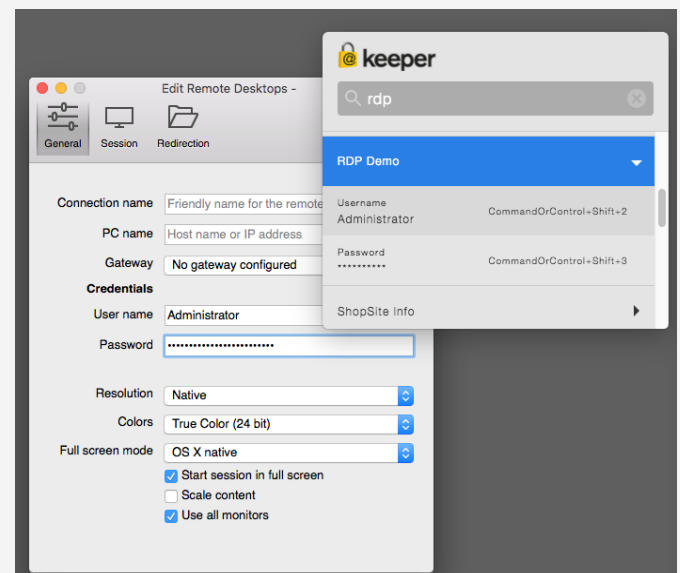 Edit Remote Desktops -
General
Session
Redirection
Connection name
Friendly name for the remote
PC name
Host name or IP address
Gateway
No gateway configured
Credentials
User name
Administrator
Password
•••••••••••••••••••••••••
Resolution
Native
Colors
True Color (24 bit)
Full screen mode
OS X native
Start session in full screen
Scale content
Use all monitors
keeper
rdp
RDP Demo
Username
Administrator
CommandOrControl+Shift+2
Password
**********
CommandOrControl+Shift+3
ShopSite Info